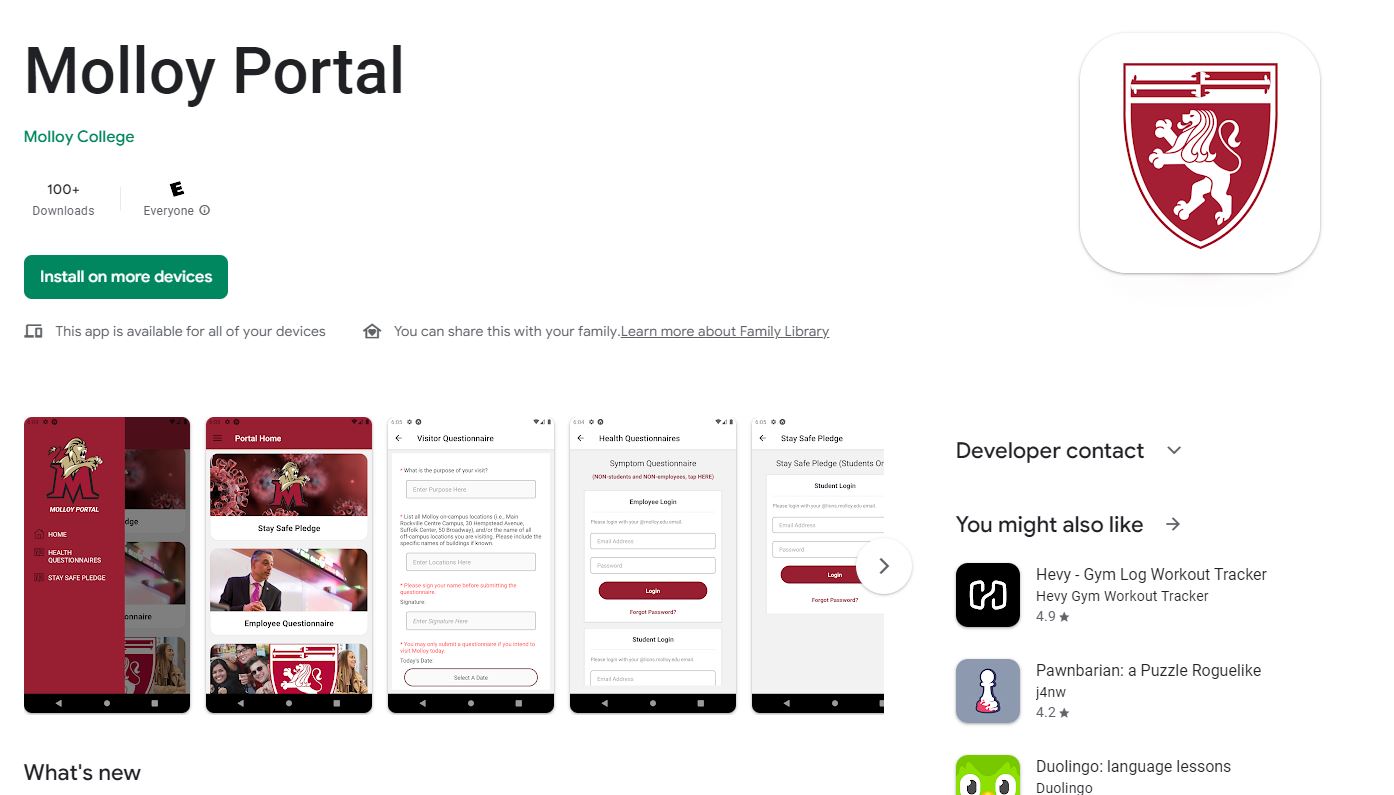 Molloy Portal
Molloy College
100+
Downloads
E
Everyone
Install on more devices
This app is available for all of your devices
You can share this with your family.Learn more about Family Library
M
MOLLOY PORTAL
HOME
HEALTH
QUESTIONNAIRES
STAY SAFE PLEDGE
dge
onnaire
Portal Home
M
Stay Safe Pledge
Employee Questionnaire
6:05
Visitor Questionnaire
* What is the purpose of your visit?
Enter Purpose Here
* List all Molloy on-campus locations (i.e., Main
Rockville Centre Campus, 30 Hempstead Avenue,
Suffolk Center, 50 Broadway), and/or the name of all
off-campus locations you are visiting. Please include the
specific names of buildings if known.
Enter Locations Here
* Please sign your name before submitting the
questionnaire.
Signature
Enter Signature Here
* You may only submit a questionnaire if you intend to
visit Molloy today.
Today's Date
Select A Date
6:04
Health Questionnaires
Symptom Questionnaire
(NON-students and NON-employees, tap HERE)
Employee Login
Please login with your @molloy.edu email.
Email Address
Password
Login
Forgot Password?
Student Login
Please login with your @lions.molloy.edu email.
Email Address
6:05
Stay Safe Pledge
Stay Safe Pledge (Students On
Student Login
Please login with your @lions.molloy.edu email.
Email Address
Password
Login
Forgot Password?
Developer contact
You might also like
Hevy - Gym Log Workout Tracker
Hevy Gym Workout Tracker
4.9
Pawnbarian: a Puzzle Roguelike
j4nw
4.2
Duolingo: language lessons
Duolingo
What's new